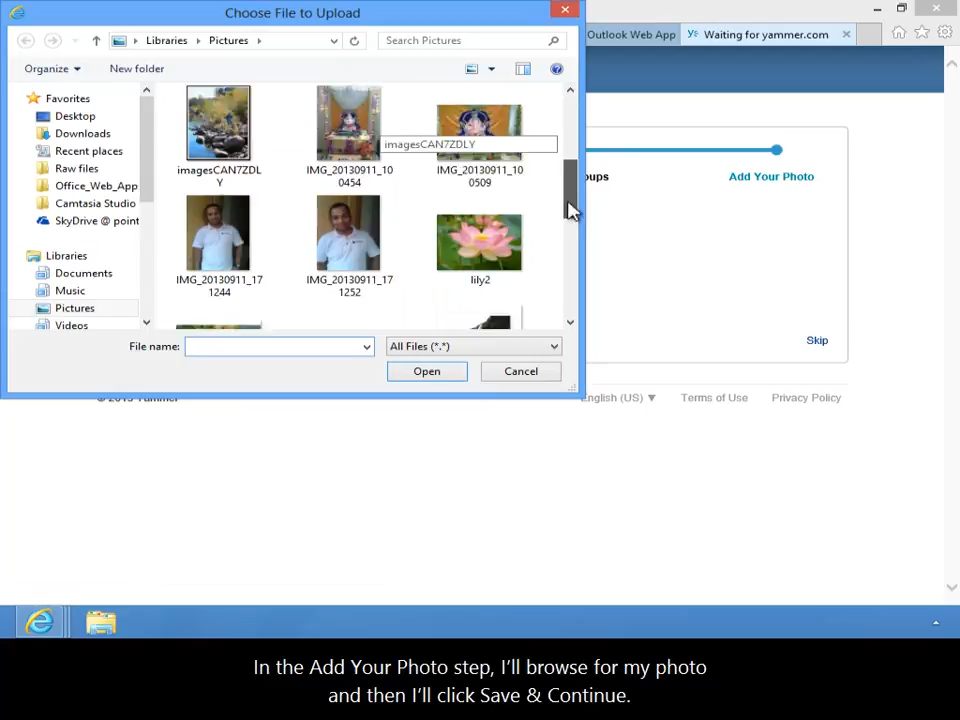 Choose File to Upload
Libraries
Pictures
Search Pictures
Outlook Web App
Waiting for yammer.com
Organize
New folder
Favorites
Desktop
Downloads
Recent places
Raw files
Office_Web_App
Camtasia Studio
SkyDrive @ point
Libraries
Documents
Music
Pictures
Videos
imagesCAN7ZDLY
imagesCAN7ZDL
Y
IMG_20130911_10
0454
IMG_20130911_10
0509
IMG_20130911_17
1244
IMG_20130911_17
1252
lily2
File name:
All Files (*.*)
Open
Cancel
oups
Add Your Photo
Skip
© 2013 Yammer
English (US)
Terms of Use
Privacy Policy
In the Add Your Photo step, I'll browse for my photo
and then I'll click Save & Continue.